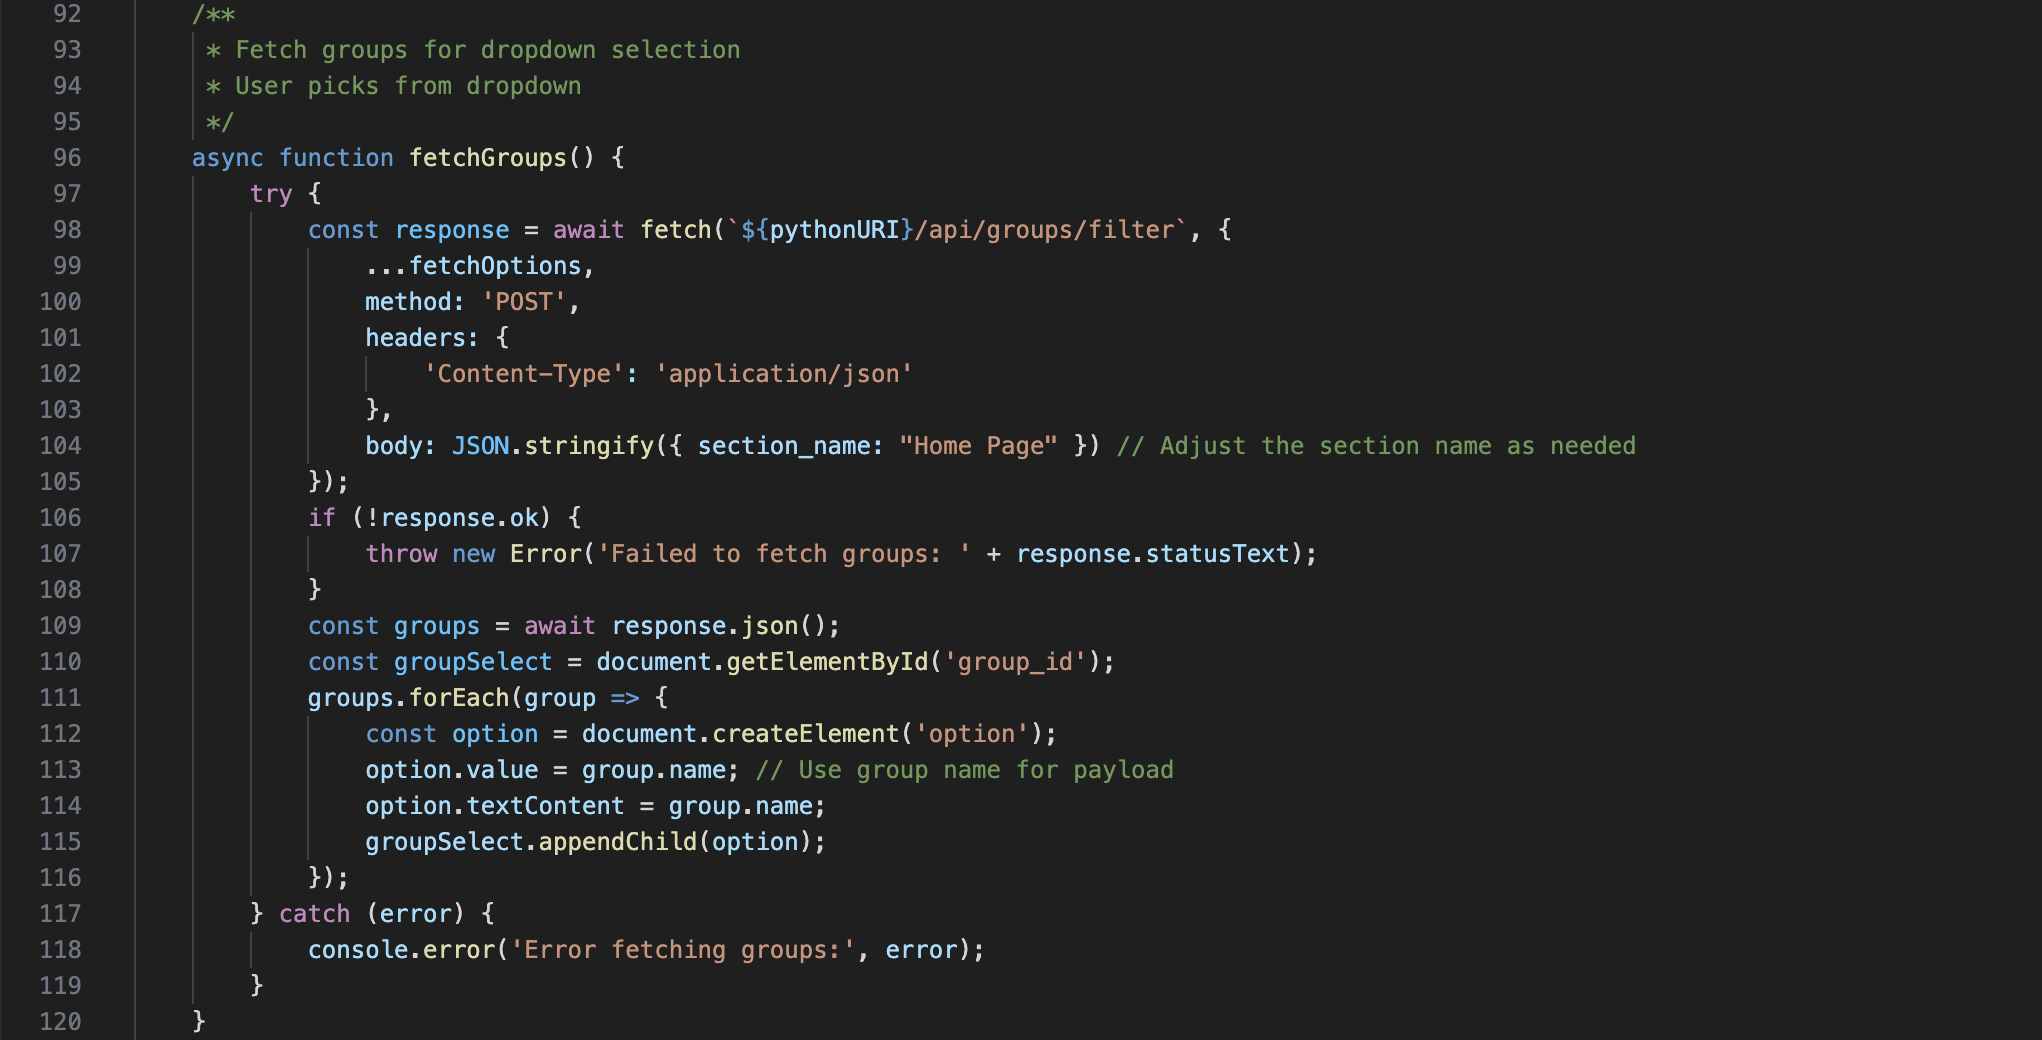 92 /**
93 * Fetch groups for dropdown selection
94 * User picks from dropdown
95 */
96 async function fetchGroups() {
97 try {
98 const response = await fetch(`${pythonURI}/api/groups/filter`, {
99 ...fetchOptions,
100 method: 'POST',
101 headers: {
102 'Content-Type': 'application/json'
103 },
104 body: JSON.stringify({ section_name: "Home Page" }) // Adjust the section name as needed
105 });
106 if (!response.ok) {
107 throw new Error('Failed to fetch groups: ' + response.statusText);
108 }
109 const groups = await response.json();
110 const groupSelect = document.getElementById('group_id');
111 groups.forEach(group => {
112 const option = document.createElement('option');
113 option.value = group.name; // Use group name for payload
114 option.textContent = group.name;
115 groupSelect.appendChild(option);
116 });
117 } catch (error) {
118 console.error('Error fetching groups:', error);
119 }
120 }